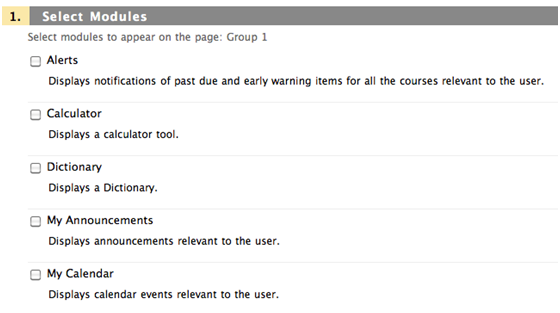 1. Select Modules
Select modules to appear on the page: Group 1
Alerts
Displays notifications of past due and early warning items for all the courses relevant to the user.
Calculator
Displays a calculator tool.
Dictionary
Displays a Dictionary.
My Announcements
Displays announcements relevant to the user.
My Calendar
Displays calendar events relevant to the user.